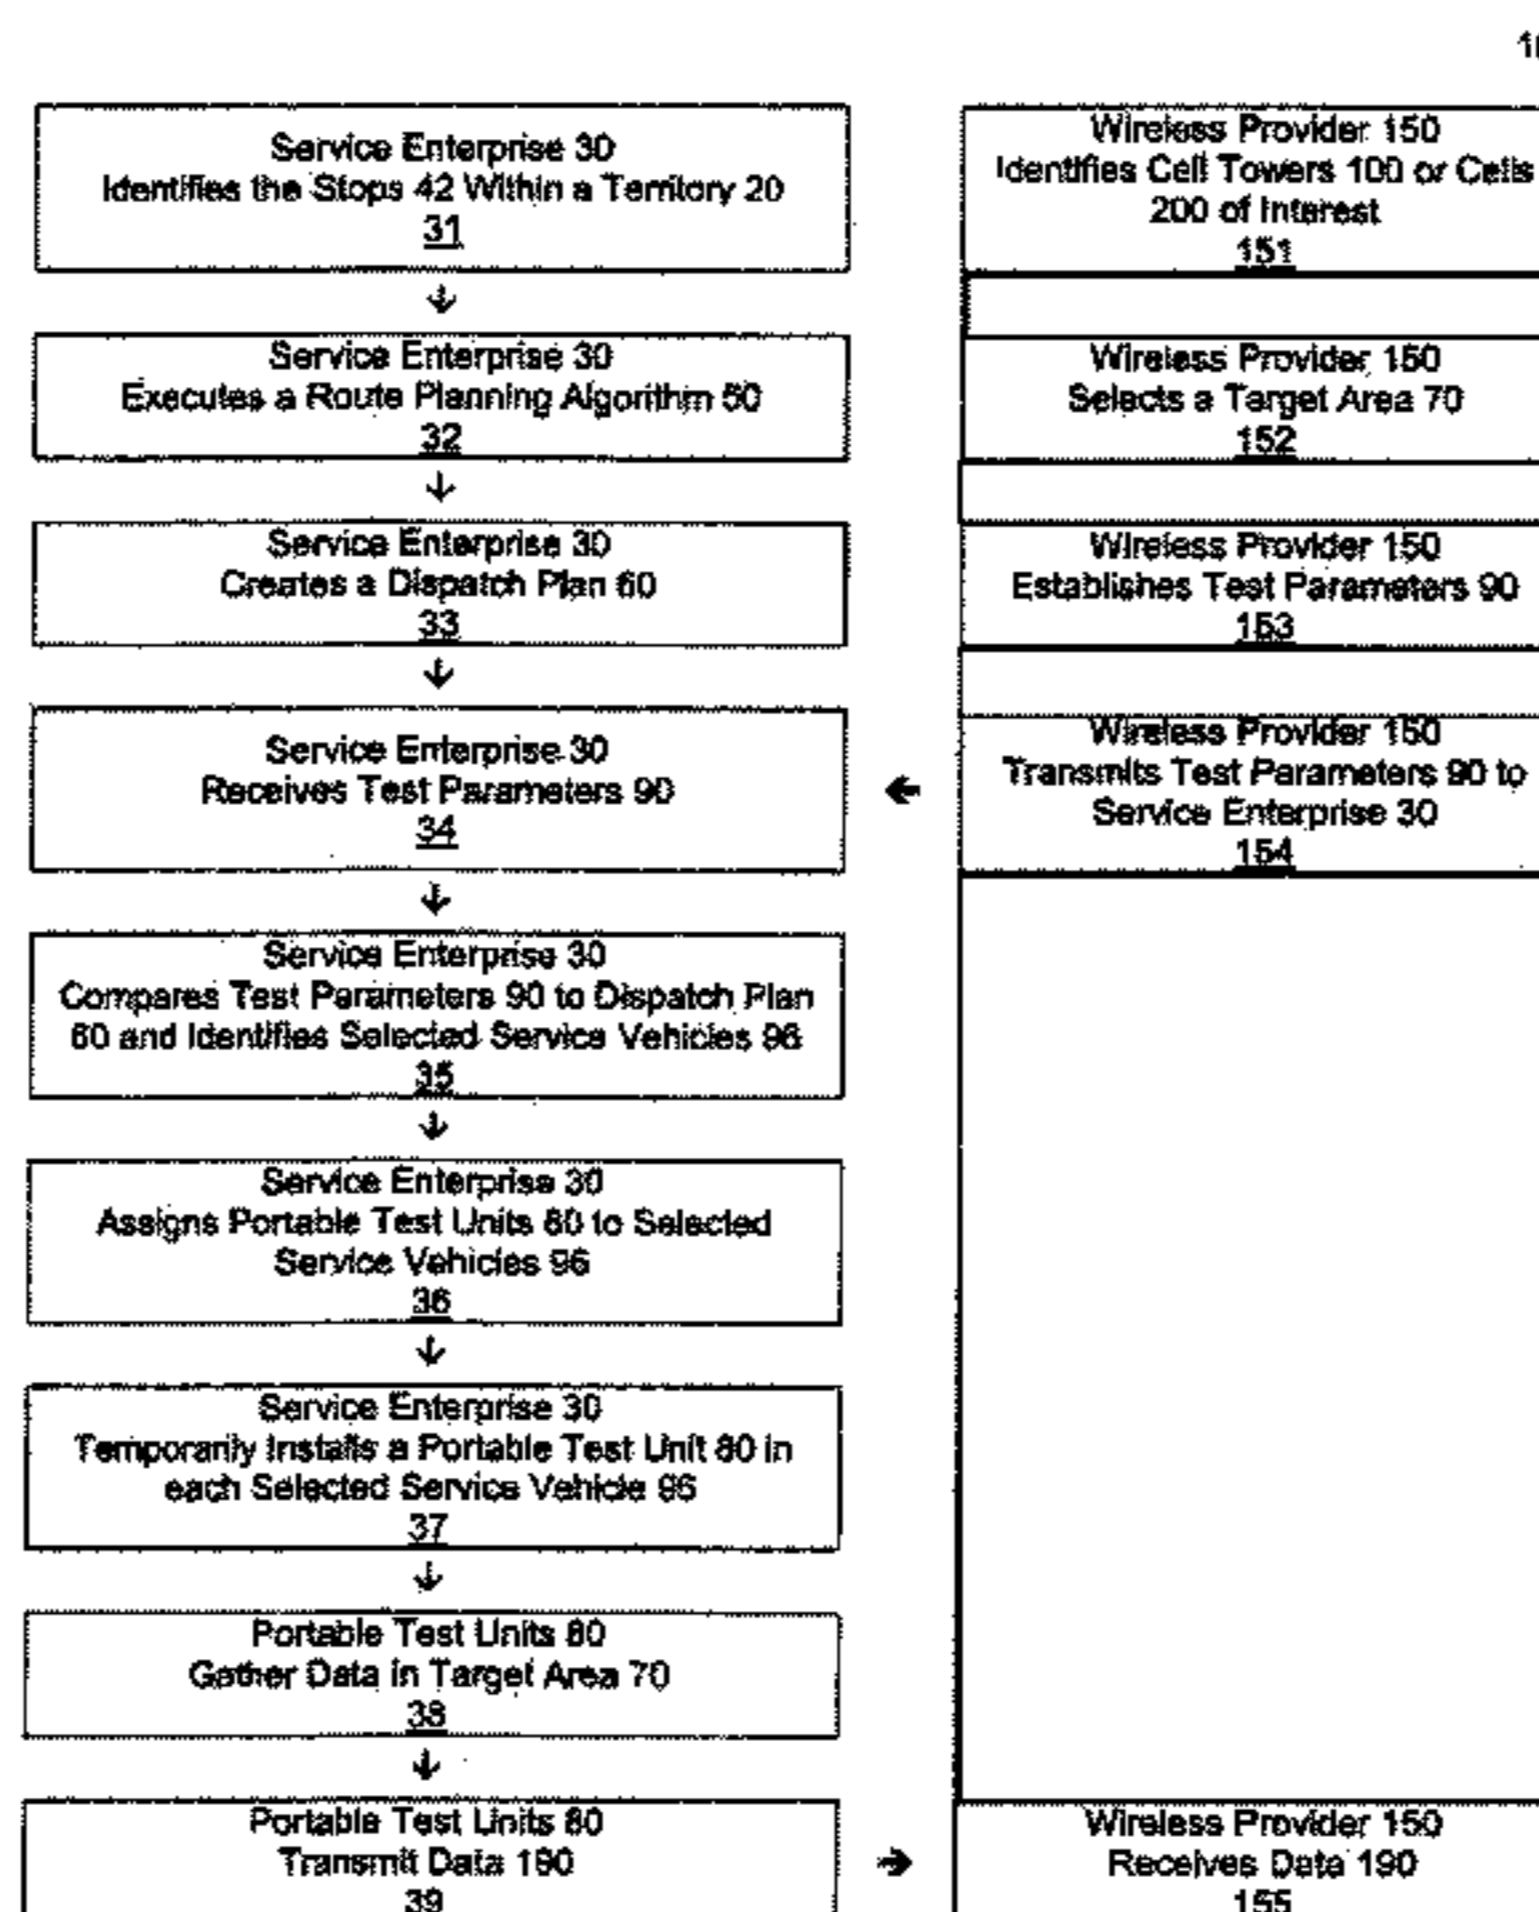 Service Enterprise 30
Identifies the Stops 42 Within a Territory 20
31
Service Enterprise 30
Executes a Route Planning Algorithm 50
32
Service Enterprise 30
Creates a Dispatch Plan 60
33
Service Enterprise 30
Receives Test Parameters 90
34
Service Enterprise 30
Compares Test Parameters 90 to Dispatch Plan
60 and Identifies Selected Service Vehicles 96
35
Service Enterprise 30
Assigns Portable Test Units 80 to Selected
Service Vehicles 96
36
Service Enterprise 30
Temporarily Installs a Portable Test Unit 80 in
each Selected Service Vehicle 96
37
Portable Test Units 80
Gather Data in Target Area 70
38
Portable Test Units 80
Transmit Data 190
39
Wireless Provider 150
Identifies Cell Towers 100 or Cells
200 of Interest
151
Wireless Provider 150
Selects a Target Area 70
152
Wireless Provider 150
Establishes Test Parameters 90
153
Wireless Provider 150
Transmits Test Parameters 90 to
Service Enterprise 30
154
Wireless Provider 150
Receives Data 190
155